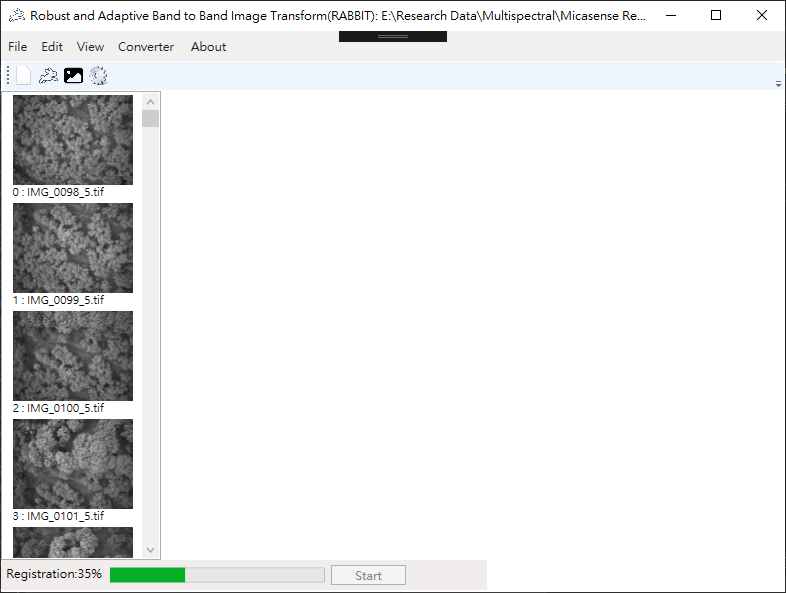 Robust and Adaptive Band to Band Image Transform(RABBIT): E:\Research Data\Multispectral\Micasense Re...
File Edit View Converter About
0 : IMG_0098_5.tif
1 : IMG_0099_5.tif
2 : IMG_0100_5.tif
3 : IMG_0101_5.tif
Registration:35% Start